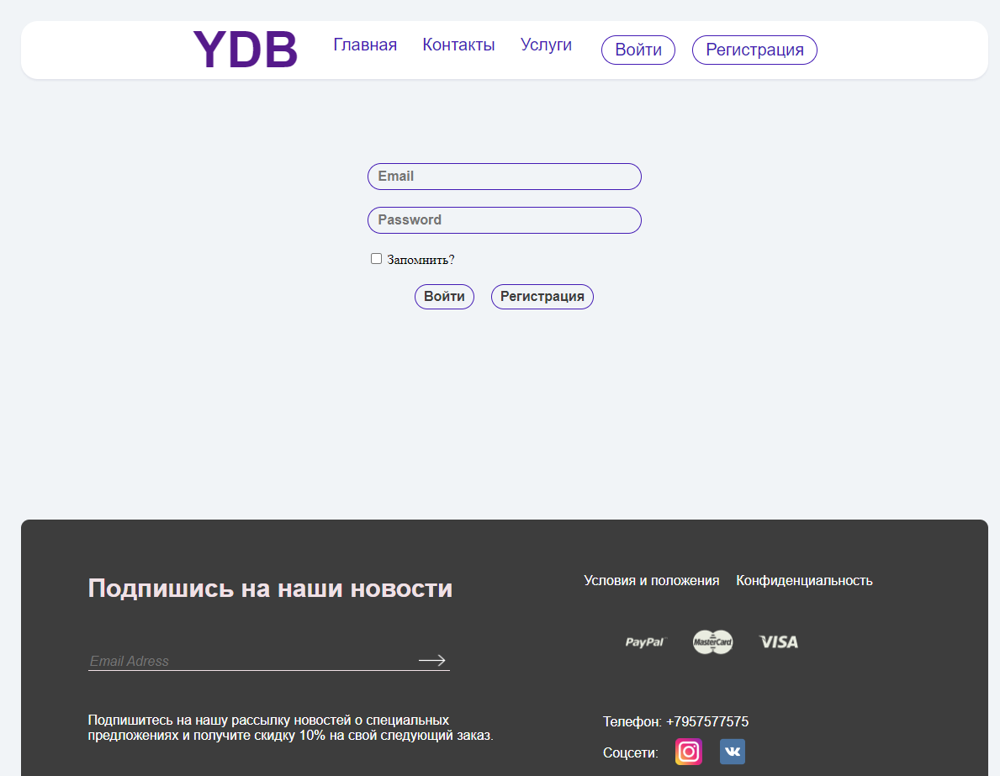 YDB Главная Контакты Услуги Войти Регистрация
Email
Password
Запомнить?
Войти Регистрация
Подпишись на наши новости
Email Adress
Подпишитесь на нашу рассылку новостей о специальных
предложениях и получите скидку 10% на свой следующий заказ.
Условия и положения Конфиденциальность
PayPal MasterCard VISA
Телефон: +7957577575
Соцсети: